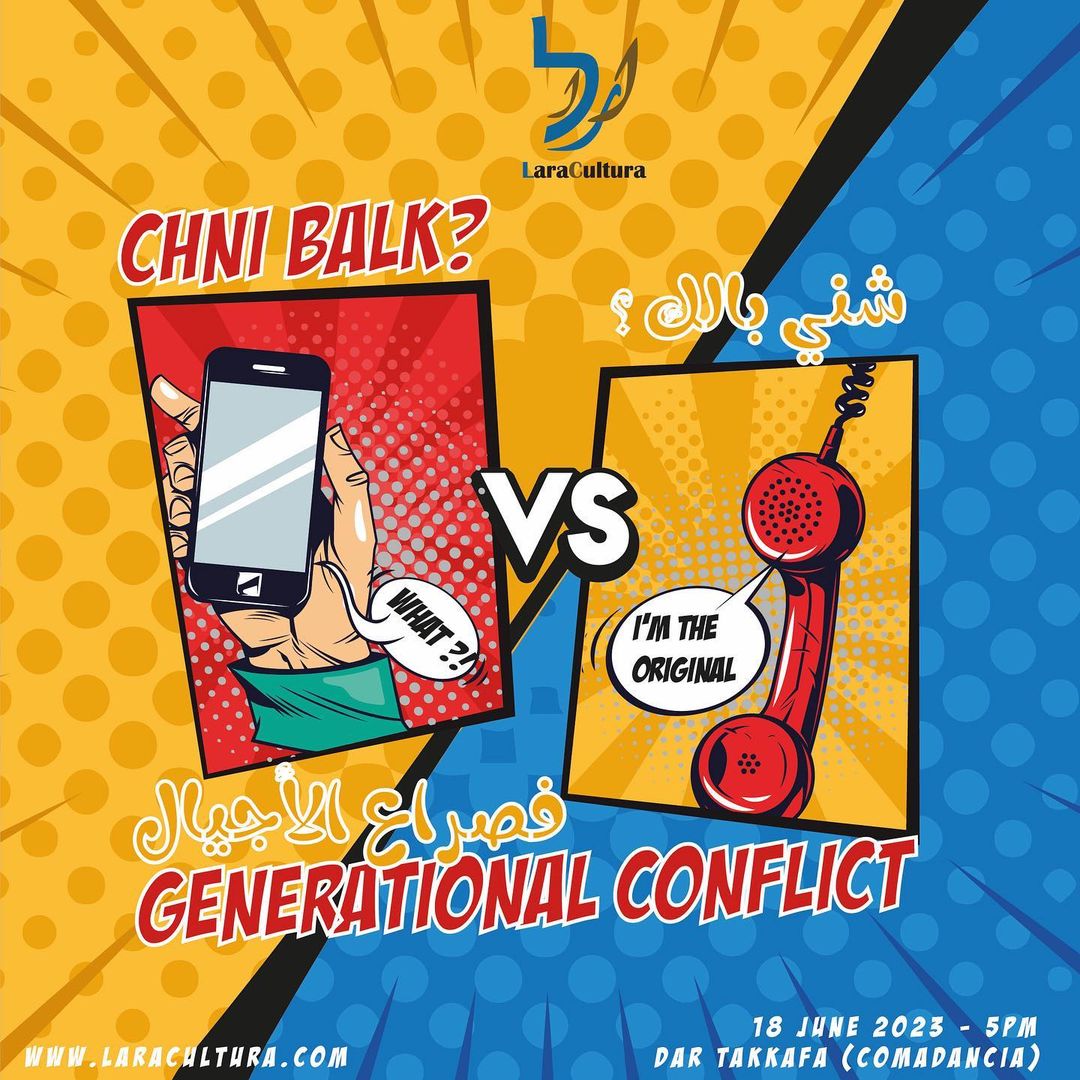 LaraCultura
CHNI BALK?
شني بالك ؟
VS
WHAT?!
I'M THE
ORIGINAL
فصراع الأجيال
GENERATIONAL CONFLICT
18 JUNE 2023 - 5PM
WWW.LARACULTURA.COM
DAR TAKKAFA (COMADANCIA)